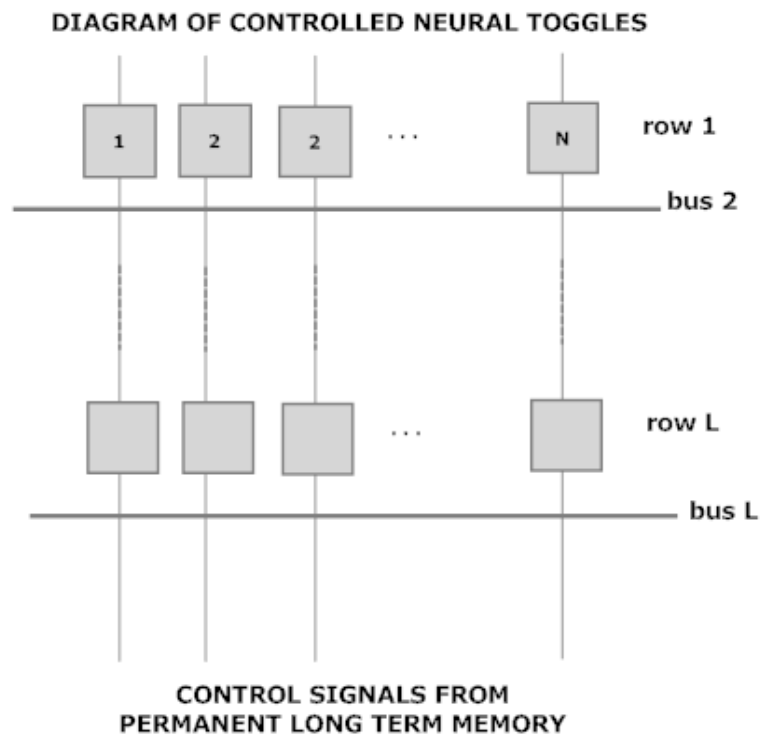 DIAGRAM OF CONTROLLED NEURAL TOGGLES
1 2 2 ... N row 1
bus 2
... row L
bus L
CONTROL SIGNALS FROM
PERMANENT LONG TERM MEMORY